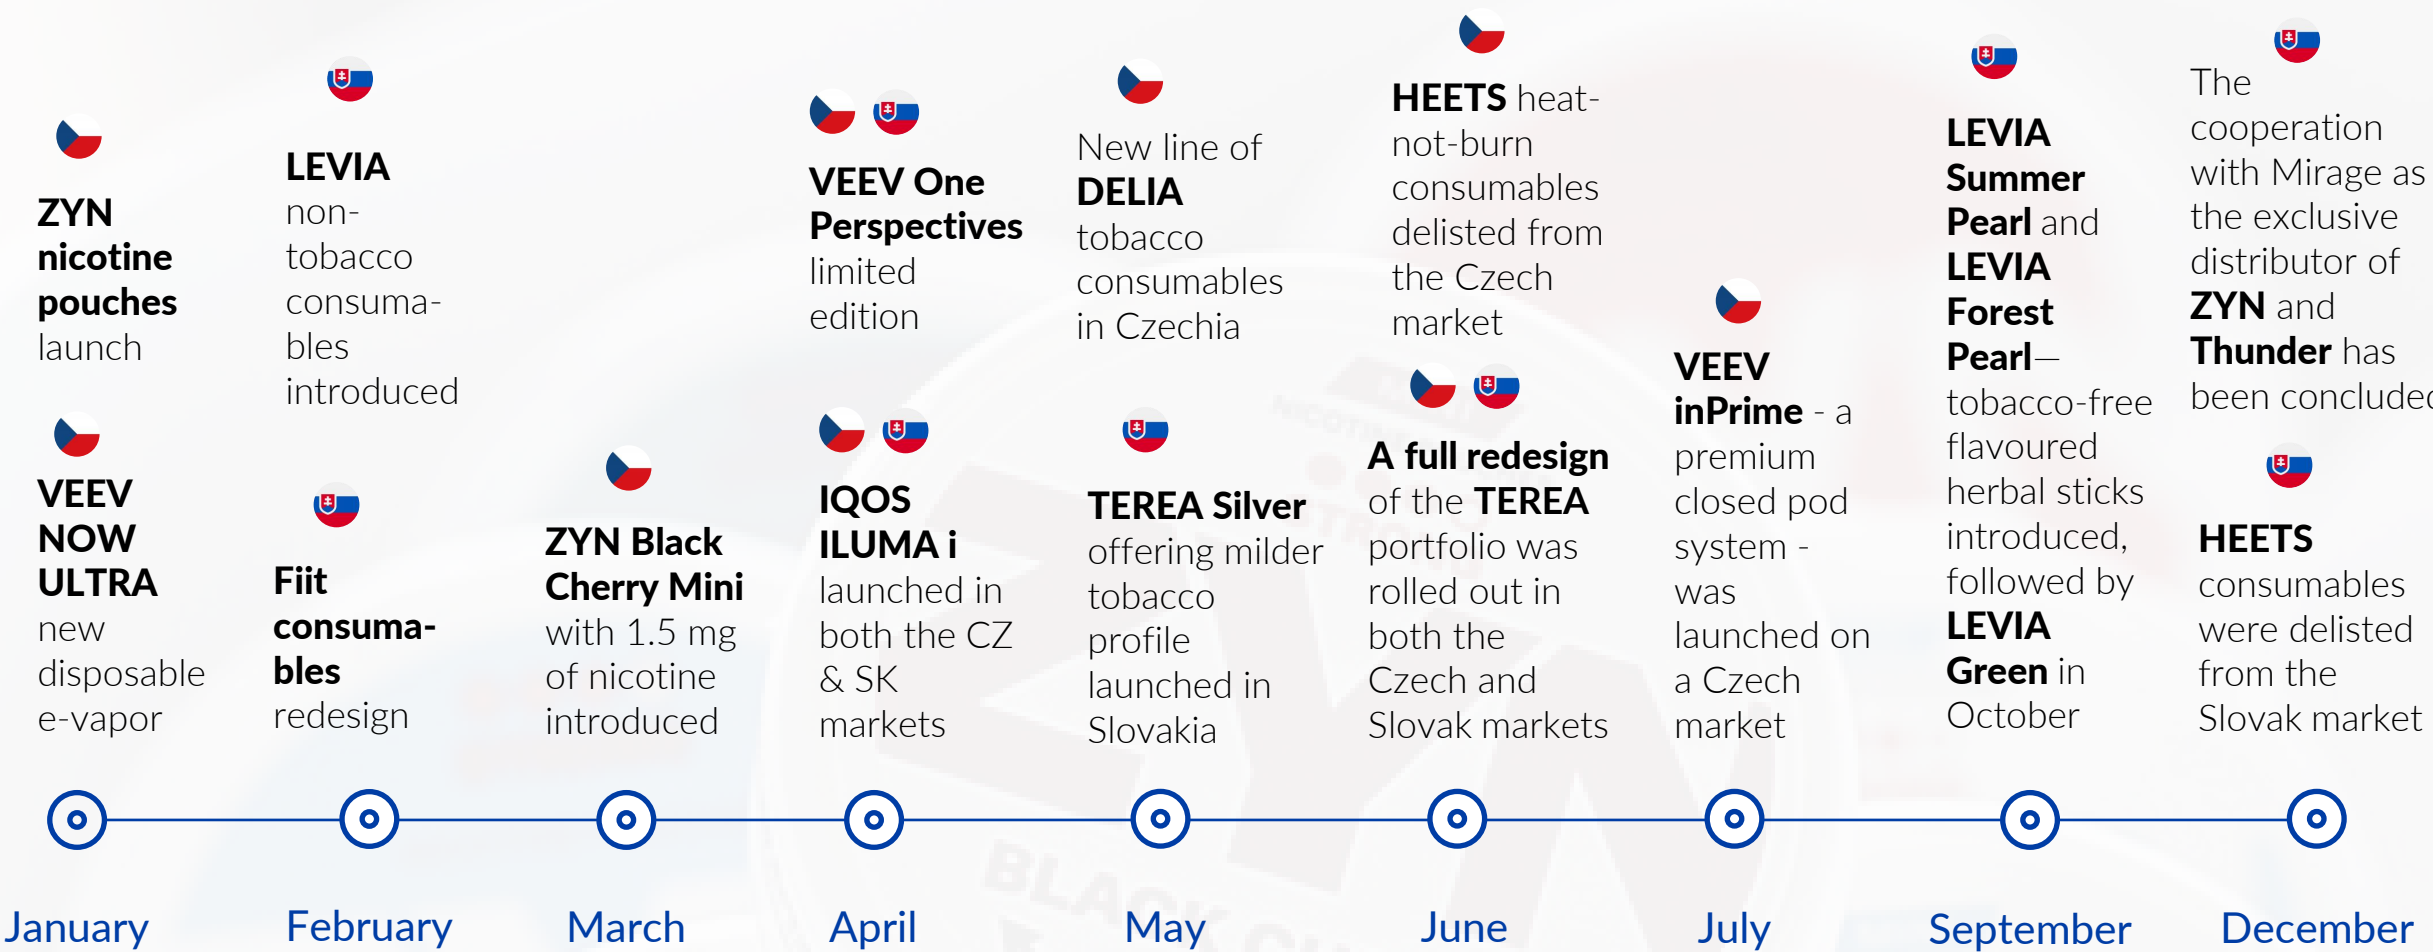 ZYN
nicotine
pouches
launch
VEEV
NOW
ULTRA
new
disposable
e-vapor
LEVIA
non-
tobacco
consuma-
bles
introduced
Fiit
consuma-
bles
redesign
ZYN Black
Cherry Mini
with 1.5 mg
of nicotine
introduced
VEEV One
Perspectives
limited
edition
IQOS
ILUMA i
launched in
both the CZ
& SK
markets
New line of
DELIA
tobacco
consumables
in Czechia
TEREA Silver
offering milder
tobacco
profile
launched in
Slovakia
HEETS heat-
not-burn
consumables
delisted from
the Czech
market
A full redesign
of the TEREA
portfolio was
rolled out in
both the
Czech and
Slovak markets
VEEV
inPrime - a
premium
closed pod
system -
was
launched on
a Czech
market
LEVIA
Summer
Pearl and
LEVIA
Forest
Pearl—
tobacco-free
flavoured
herbal sticks
introduced,
followed by
LEVIA
Green in
October
The
cooperation
with Mirage as
the exclusive
distributor of
ZYN and
Thunder has
been concluded
HEETS
consumables
were delisted
from the
Slovak market
January
February
March
April
May
June
July
September
December
ZYN
BLACK